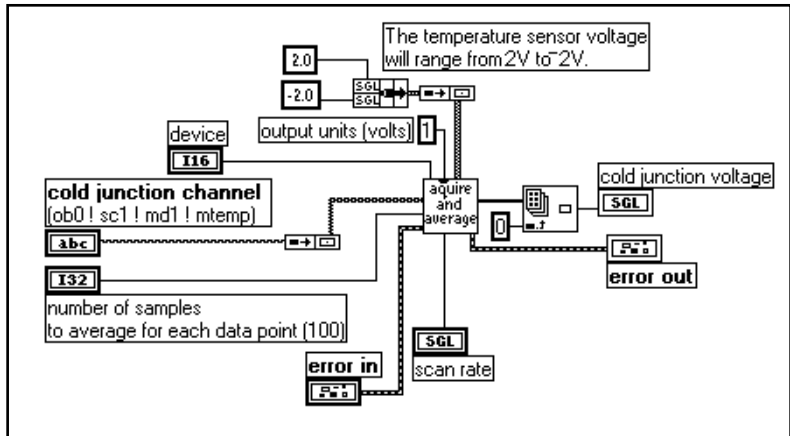 The temperature sensor voltage
will range from 2V to -2V.
2.0
SGL
-2.0
SGL
device
output units (volts)
1
I16
cold junction channel
(ob0 ! sc1 ! md1 ! mtemp)
aquire
and
average
cold junction voltage
SGL
abc
0
I32
error out
number of samples
to average for each data point (100)
SGL
error in
scan rate